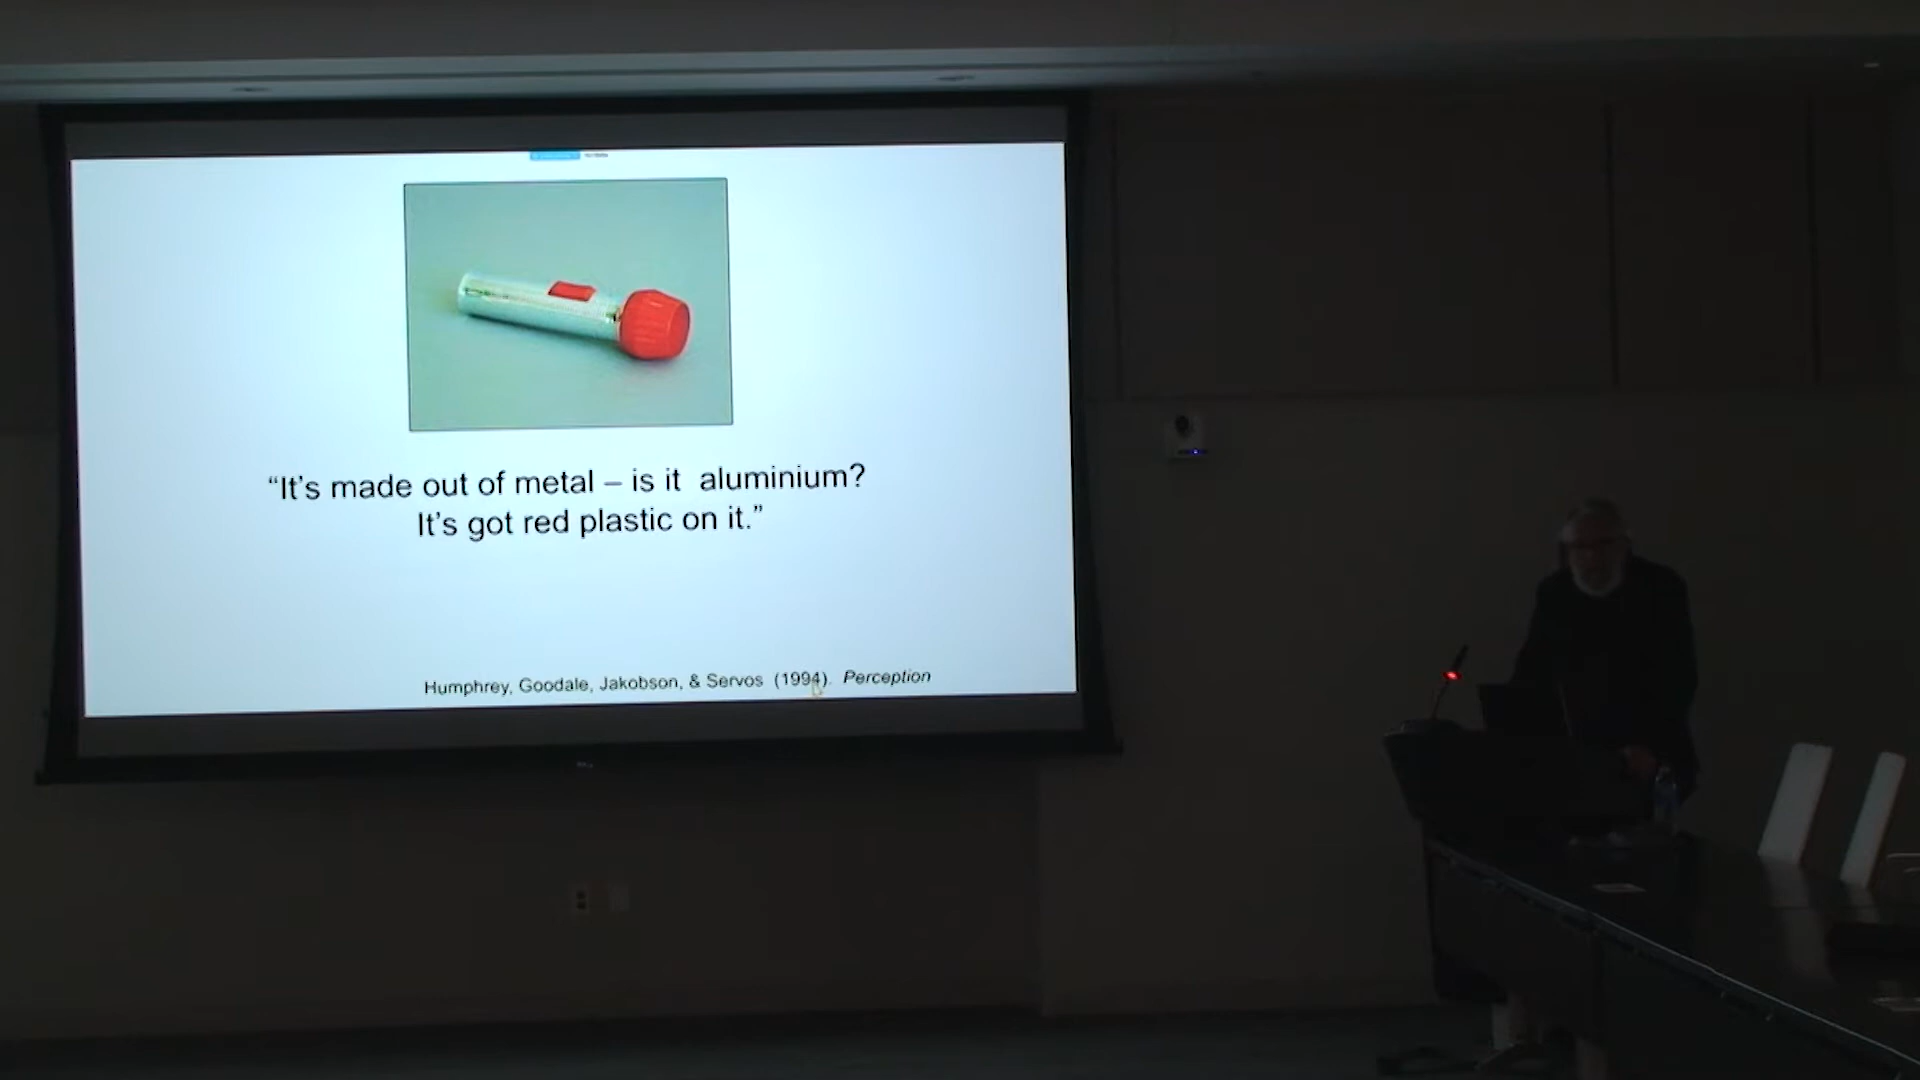 “It’s made out of metal – is it aluminium?
It’s got red plastic on it.”
Humphrey, Goodale, Jakobson, & Servos (1994). Perception